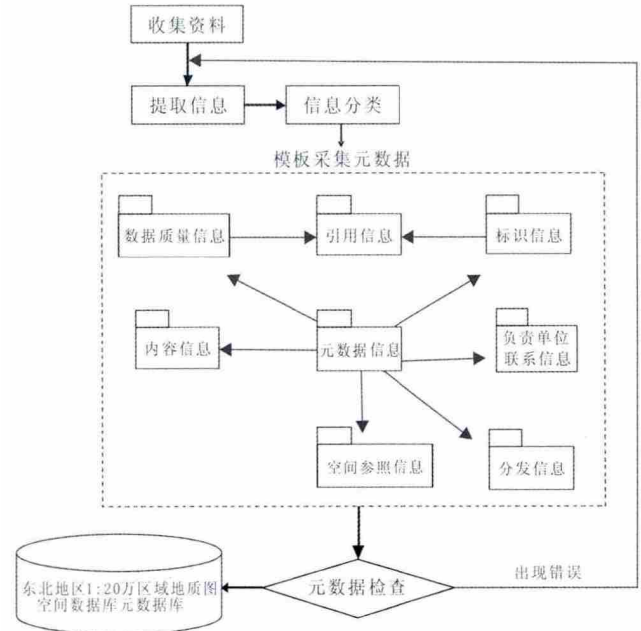 收集资料
提取信息
信息分类
模板采集元数据
数据质量信息
引用信息
标识信息
内容信息
元数据信息
负责单位
联系信息
空间参照信息
分发信息
东北地区1:20万区域地质图
空间数据库元数据库
元数据检查
出现错误